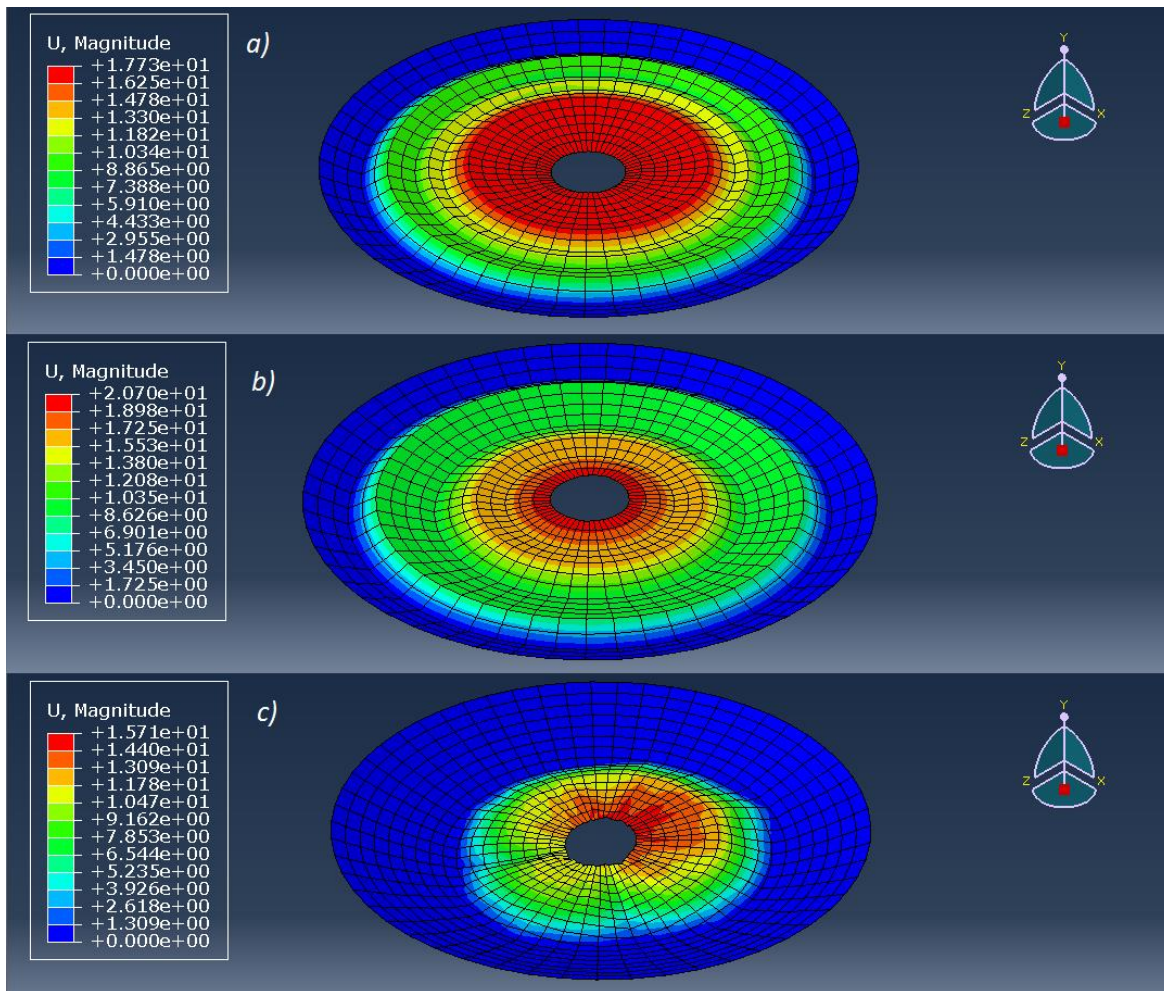 U, Magnitude
+1.773e+01
+1.625e+01
+1.478e+01
+1.330e+01
+1.182e+01
+1.034e+01
+8.865e+00
+7.388e+00
+5.910e+00
+4.433e+00
+2.955e+00
+1.478e+00
+0.000e+00
a)
Y
Z
X
U, Magnitude
+2.070e+01
+1.898e+01
+1.725e+01
+1.553e+01
+1.380e+01
+1.208e+01
+1.035e+01
+8.626e+00
+6.901e+00
+5.176e+00
+3.450e+00
+1.725e+00
+0.000e+00
b)
Y
Z
X
U, Magnitude
+1.571e+01
+1.440e+01
+1.309e+01
+1.178e+01
+1.047e+01
+9.162e+00
+7.853e+00
+6.544e+00
+5.235e+00
+3.926e+00
+2.618e+00
+1.309e+00
+0.000e+00
c)
Y
Z
X